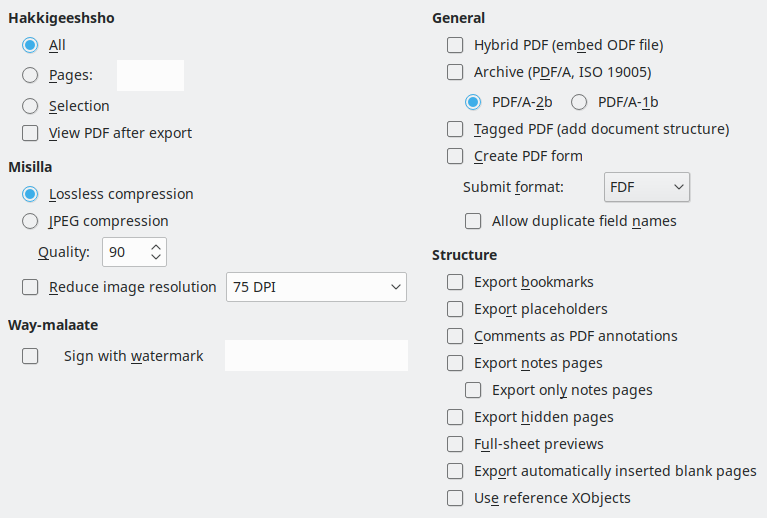 Hakkigeeshsho
All
Pages:
Selection
View PDF after export
Misilla
Lossless compression
JPEG compression
Quality: 90
Reduce image resolution 75 DPI
Way-malaate
Sign with watermark
General
Hybrid PDF (embed ODF file)
Archive (PDF/A, ISO 19005)
PDF/A-2b PDF/A-1b
Tagged PDF (add document structure)
Create PDF form
Submit format: FDF
Allow duplicate field names
Structure
Export bookmarks
Export placeholders
Comments as PDF annotations
Export notes pages
Export only notes pages
Export hidden pages
Full-sheet previews
Export automatically inserted blank pages
Use reference XObjects